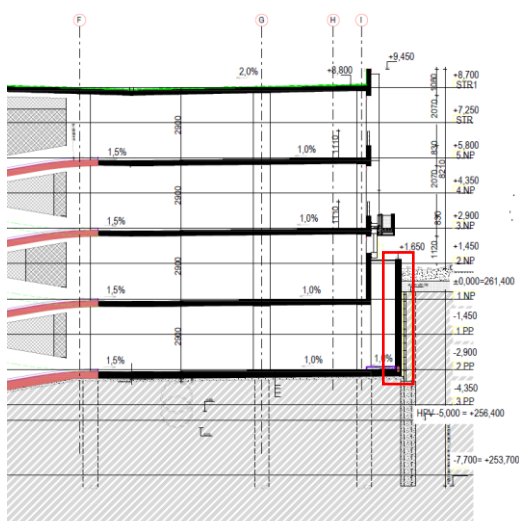 F
G
H
I
+9,450
2,0%
+8,800
1080
+8,700
STR1
2070
+7,250
STR
2900
1110
830
+5,800
5.NP
1,5%
1,0%
8210
2070
+4,350
4.NP
2900
1110
830
+2,900
3.NP
1,5%
1,0%
+1,650
1120
+1,450
2.NP
±0,000=261,400
1,5%
1,0%
1 NP
-1,450
1 PP
2900
-2,900
2 PP
1,5%
1,0%
1,0%
-4,350
3 PP
HPV -5,000 = +256,400
-7,700= +253,700